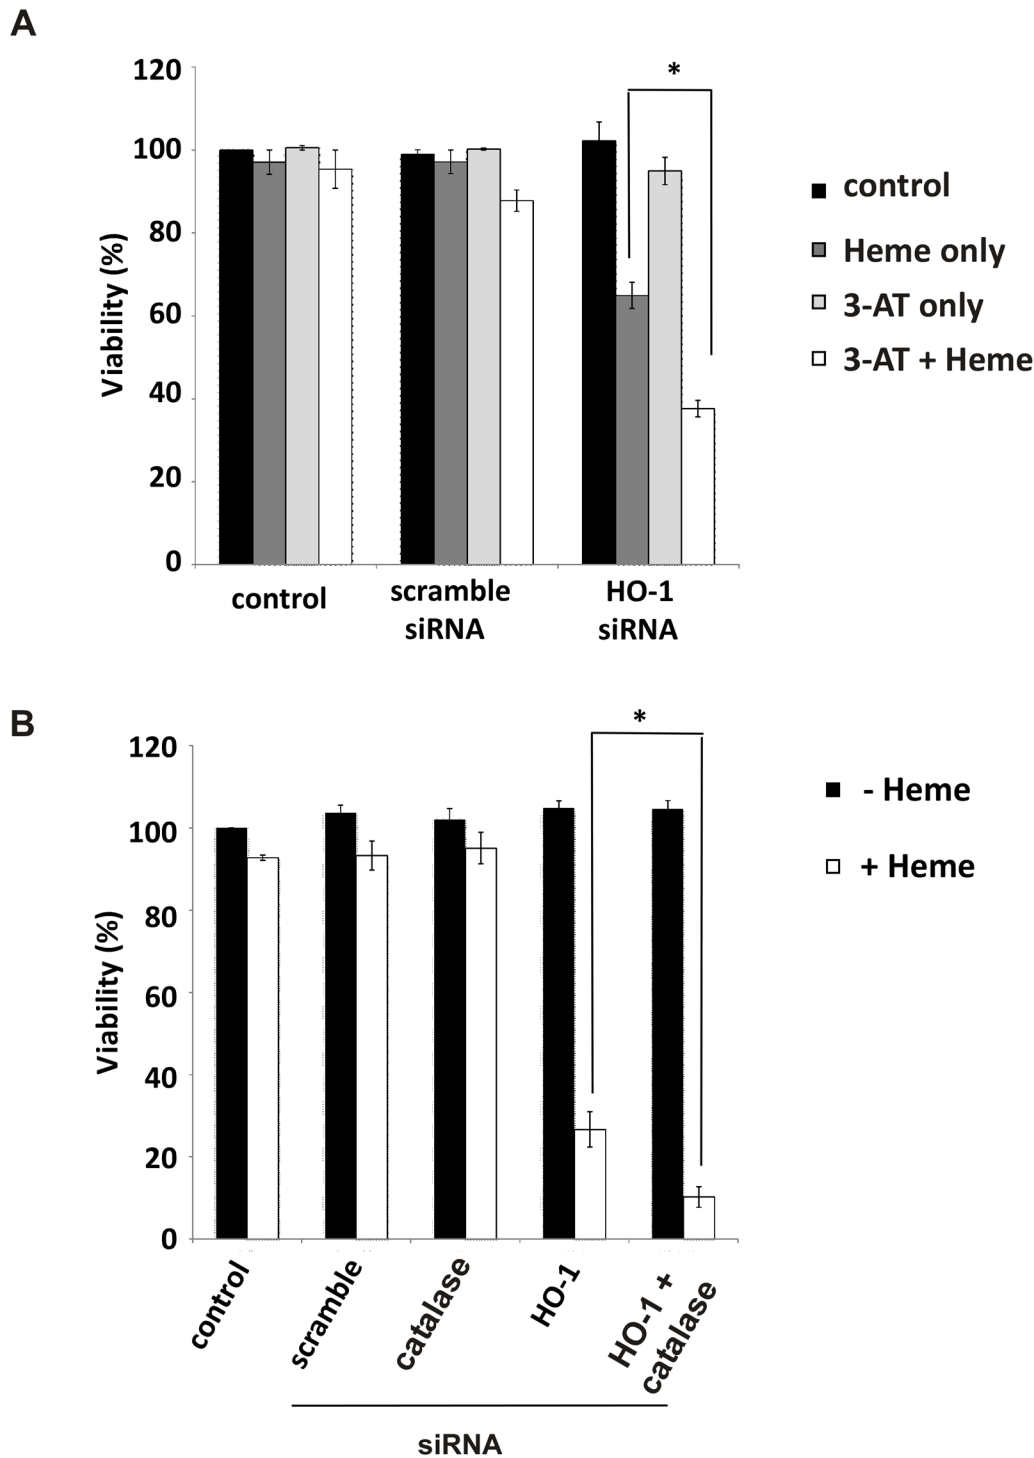 A
120
100
80
60
40
20
0
Viability (%)
*
control
Heme only
3-AT only
3-AT + Heme
control
scramble
siRNA
HO-1
siRNA
B
120
100
80
60
40
20
0
Viability (%)
*
- Heme
+ Heme
control
scramble
catalase
HO-1
HO-1 +
catalase
siRNA